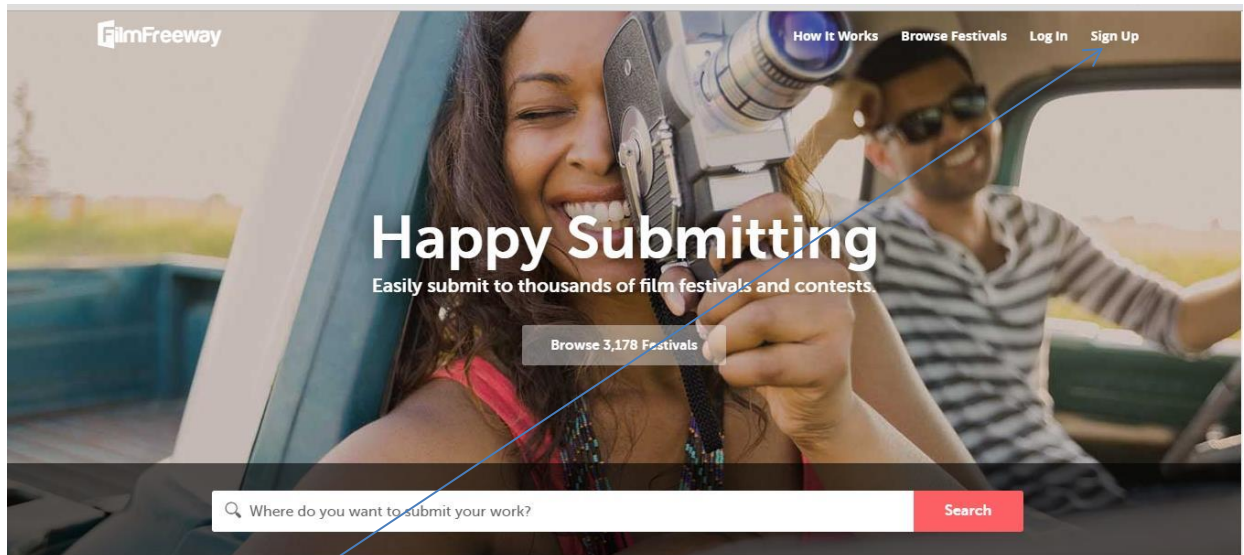 FilmFreeway
How It Works Browse Festivals Log In Sign Up
Happy Submitting
Easily submit to thousands of film festivals and contests.
Browse 3,178 Festivals
Where do you want to submit your work?
Search